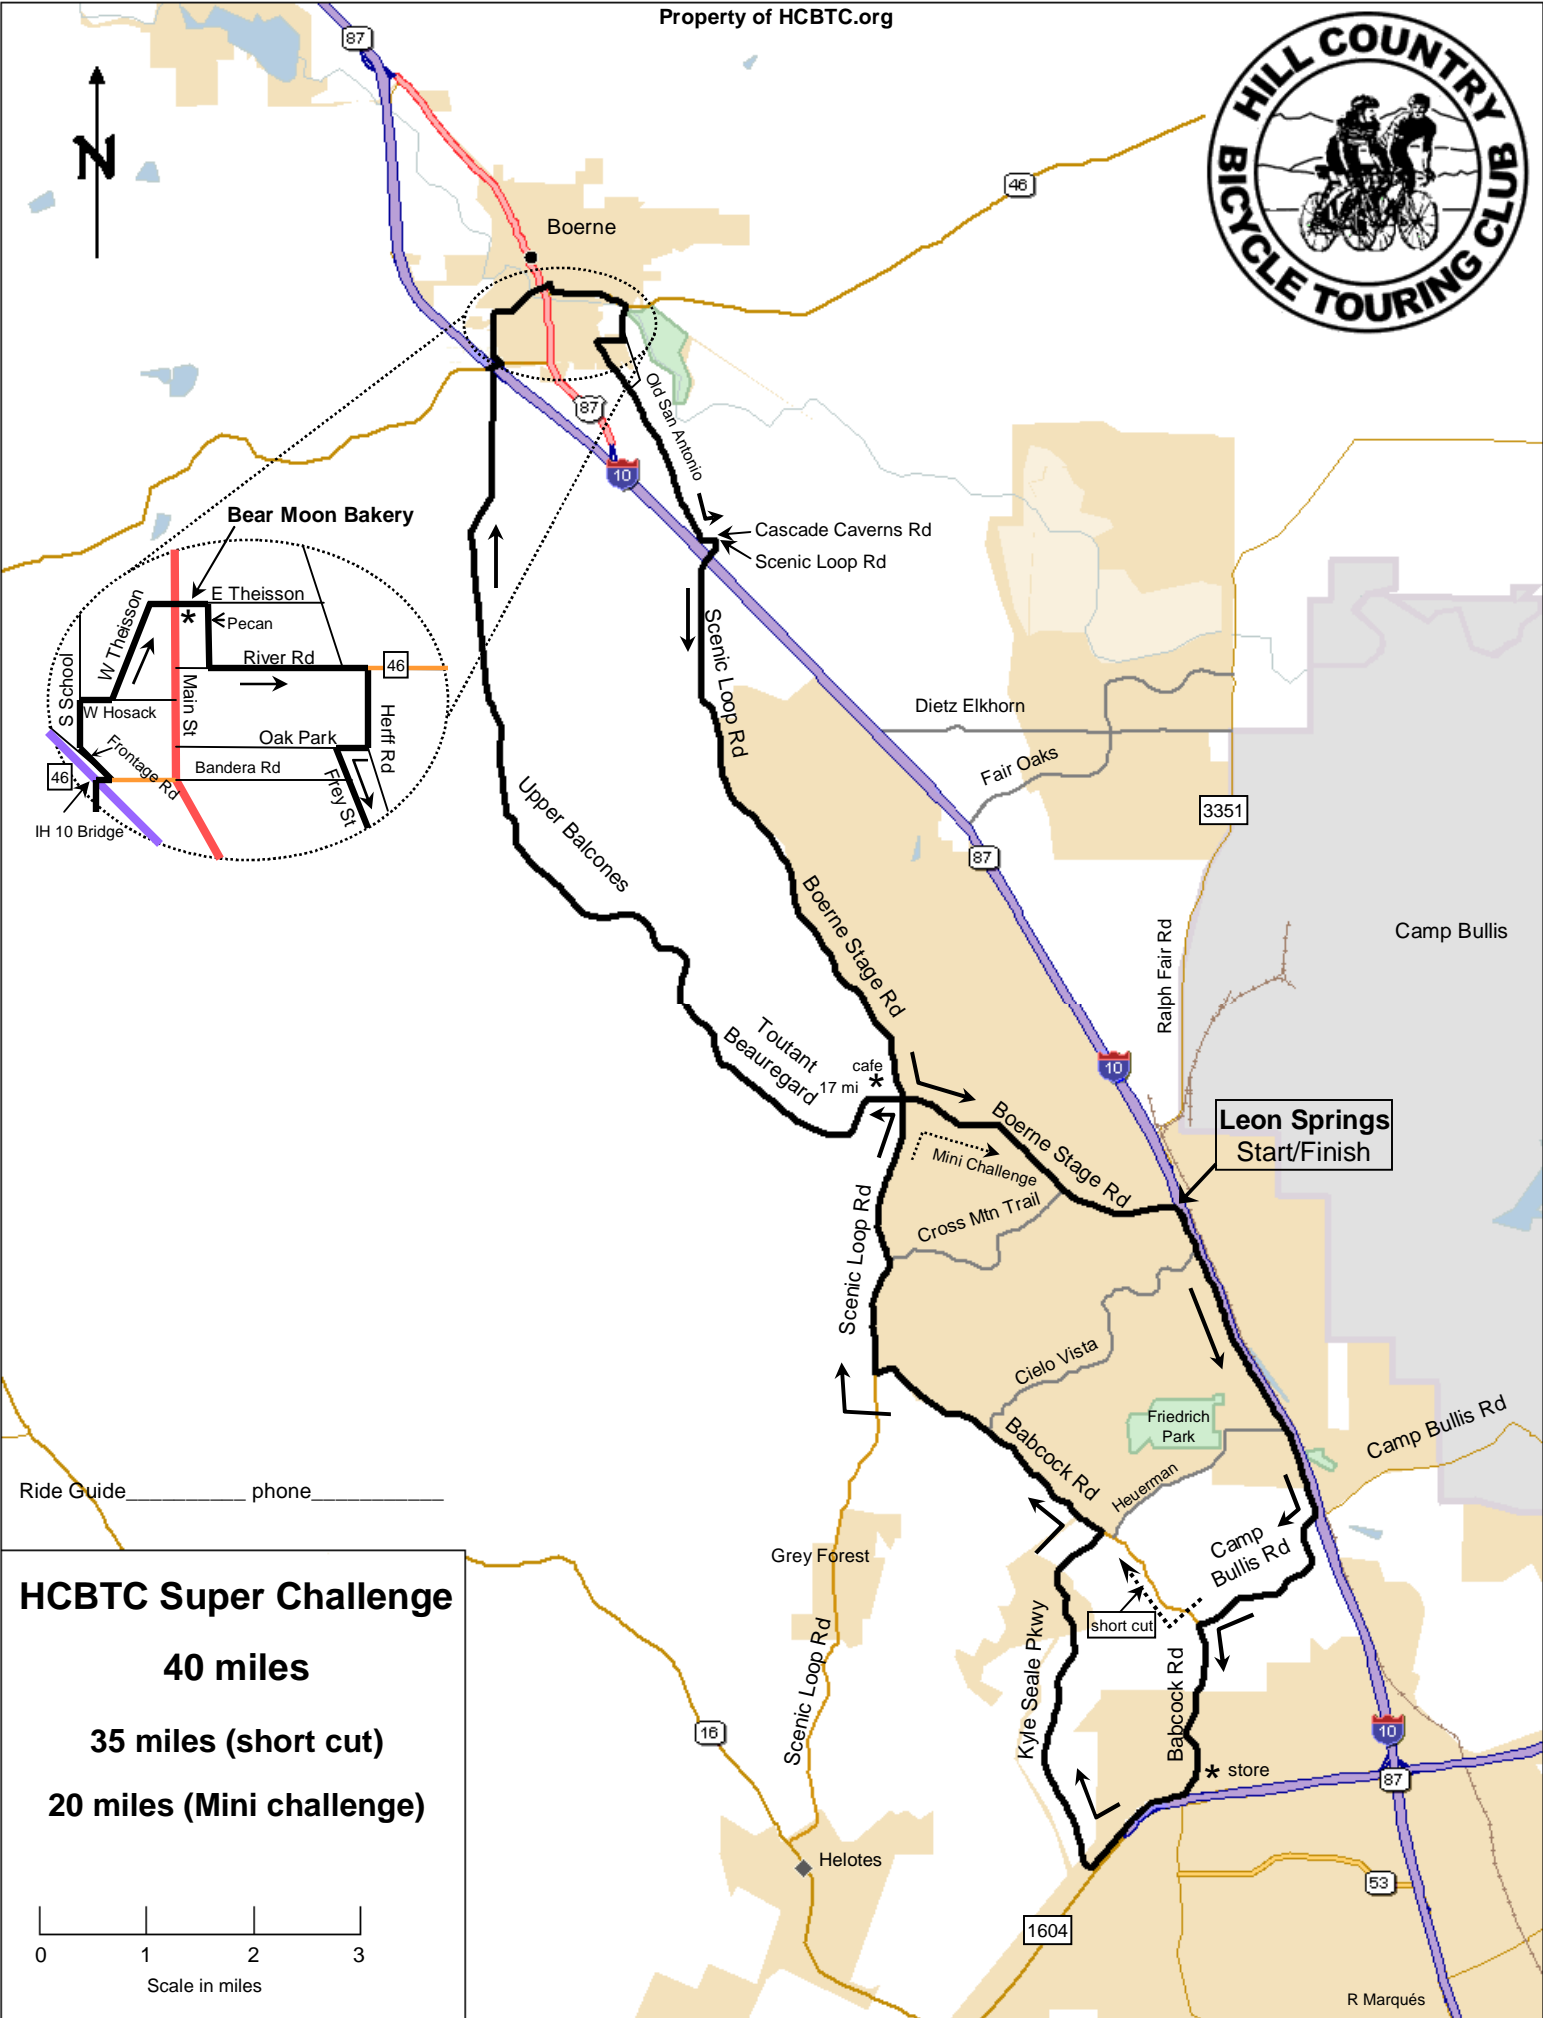 Property of HCBTC.org
HILL COUNTRY
BICYCLE TOURING CLUB
87
N
46
Boerne
87
Old San Antonio
10
Bear Moon Bakery
Cascade Caverns Rd
Scenic Loop Rd
E Theisson
Pecan
W Theisson
River Rd
46
S School
W Hosack
Main St
Herff Rd
Oak Park
Frontage Rd
Bandera Rd
46
Frey St
IH 10 Bridge
Scenic Loop Rd
Dietz Elkhorn
Fair Oaks
3351
87
Upper Balcones
Boerne Stage Rd
Camp Bullis
Ralph Fair Rd
Toutant
Beauregard
cafe
17 mi
10
Leon Springs
Start/Finish
Boerne Stage Rd
Mini Challenge
Cross Mtn Trail
Scenic Loop Rd
Cielo Vista
Friedrich
Park
Camp Bullis Rd
Babcock Rd
Heuerman
Ride Guide__________ phone___________
Camp
Bullis Rd
Grey Forest
short cut
Kyle Seale Pkwy
Babcock Rd
Scenic Loop Rd
16
10
store
87
HCBTC Super Challenge
40 miles
35 miles (short cut)
20 miles (Mini challenge)
Helotes
53
1604
0 1 2 3
Scale in miles
R Marqués